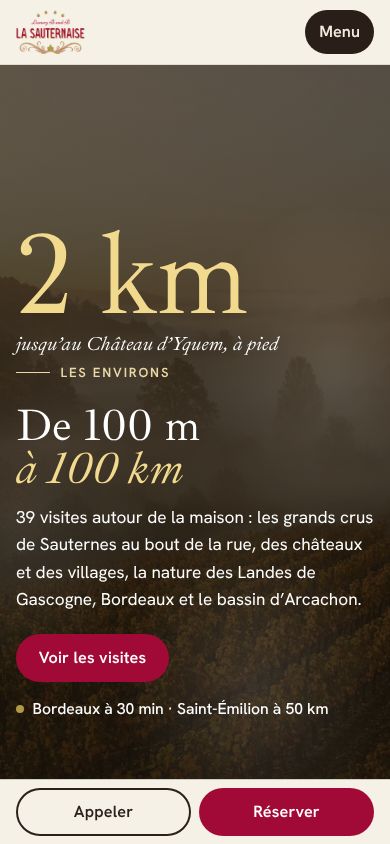 Luxury B and B
LA SAUTERNAISE
Menu
2 km
jusqu’au Château d’Yquem, à pied
LES ENVIRONS
De 100 m
à 100 km
39 visites autour de la maison : les grands crus
de Sauternes au bout de la rue, des châteaux
et des villages, la nature des Landes de
Gascogne, Bordeaux et le bassin d’Arcachon.
Voir les visites
Bordeaux à 30 min · Saint-Émilion à 50 km
Appeler
Réserver